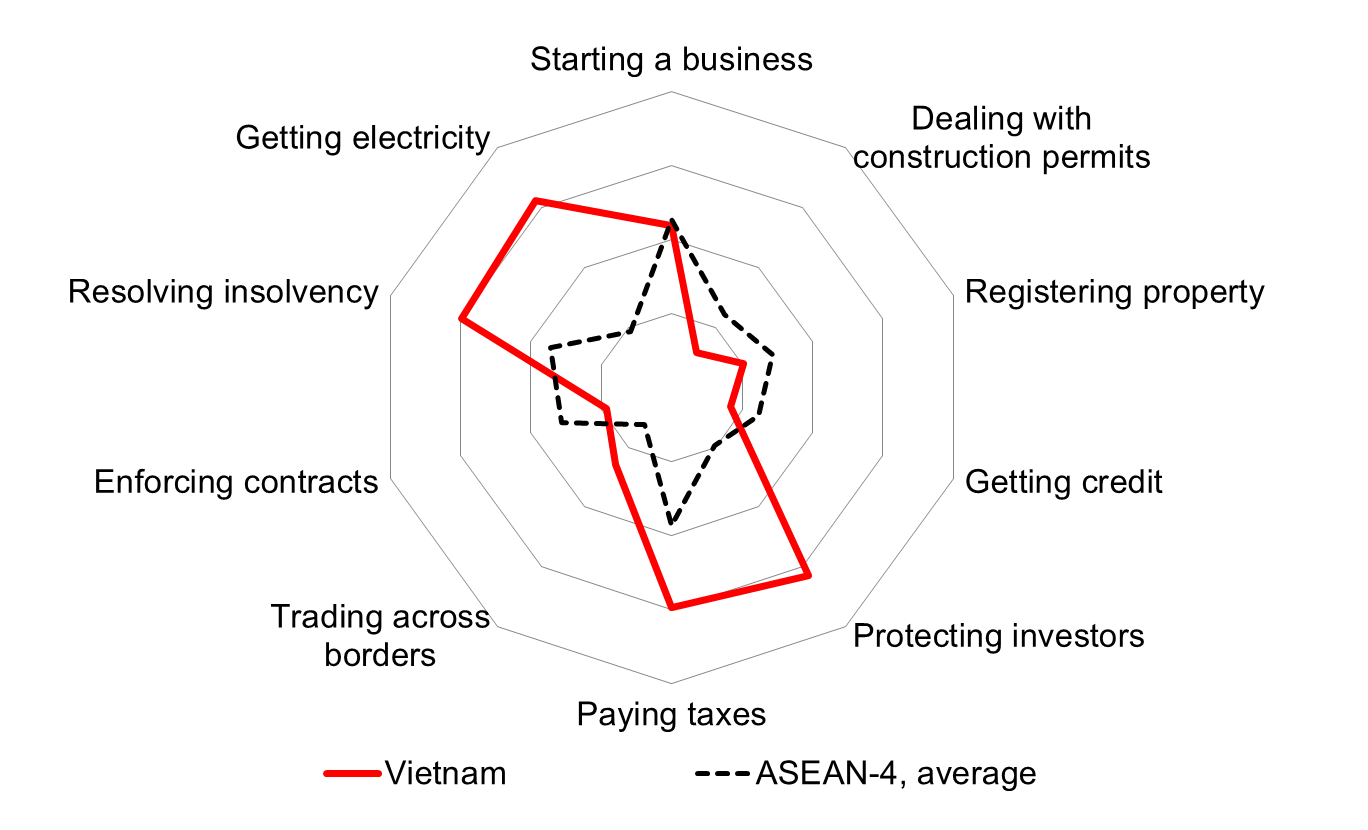 Starting a business
Getting electricity
Dealing with
construction permits
Resolving insolvency
Registering property
Enforcing contracts
Getting credit
Trading across
borders
Protecting investors
Paying taxes
Vietnam
ASEAN-4, average